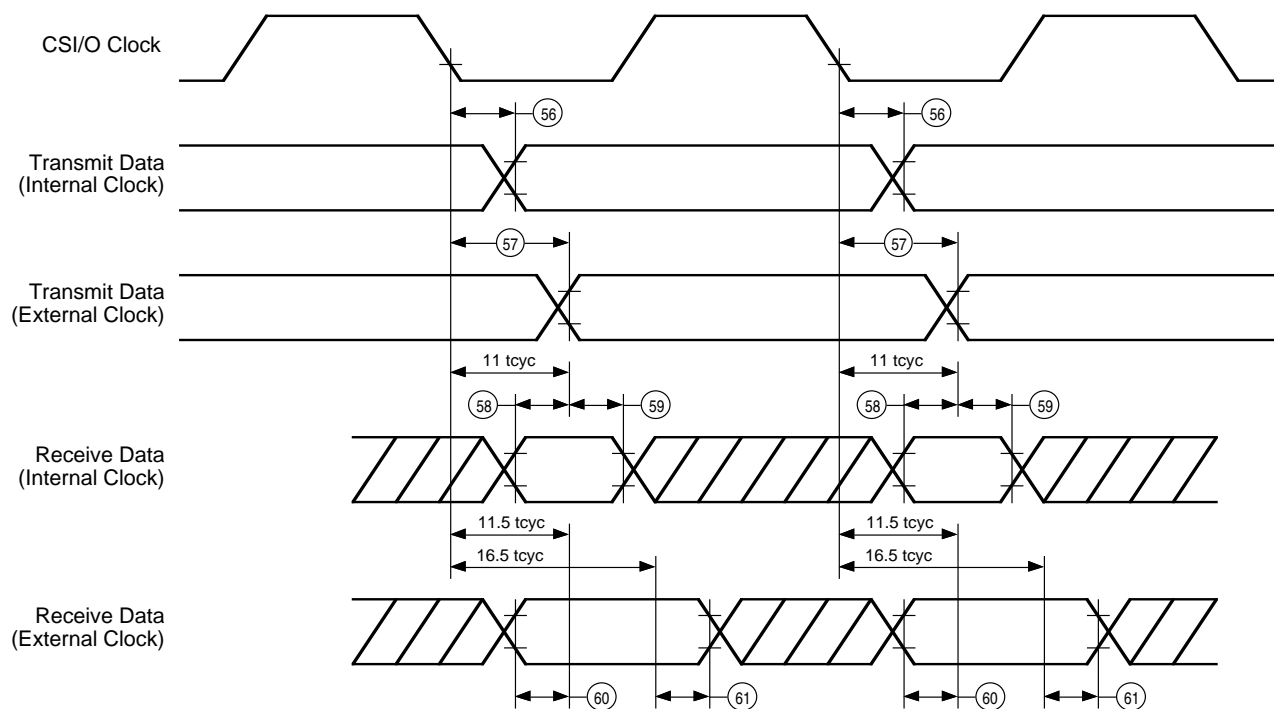 CSI/O Clock
56 56
Transmit Data
(Internal Clock)
57 57
Transmit Data
(External Clock)
11 tcyc 11 tcyc
58 59 58 59
Receive Data
(Internal Clock)
11.5 tcyc 11.5 tcyc
16.5 tcyc 16.5 tcyc
Receive Data
(External Clock)
60 61 60 61